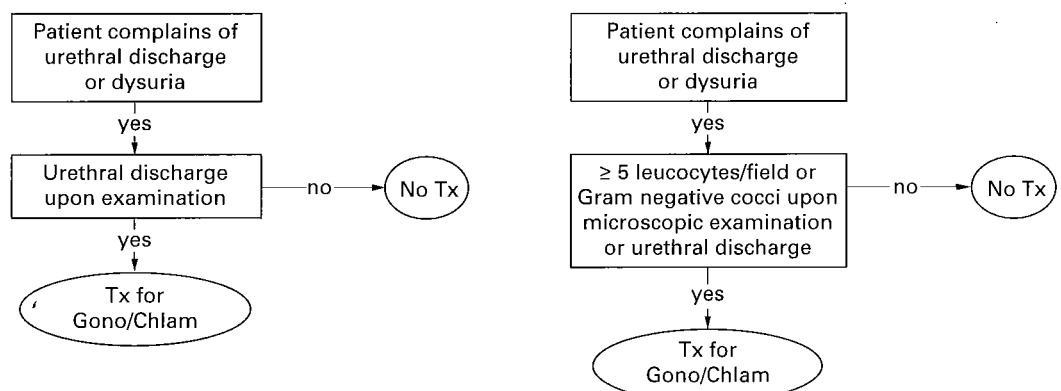 Patient complains of
urethral discharge
or dysuria
yes
Urethral discharge
upon examination
no
No Tx
yes
Tx for
Gono/Chlam
Patient complains of
urethral discharge
or dysuria
yes
≥ 5 leucocytes/field or
Gram negative cocci upon
microscopic examination
or urethral discharge
no
No Tx
yes
Tx for
Gono/Chlam